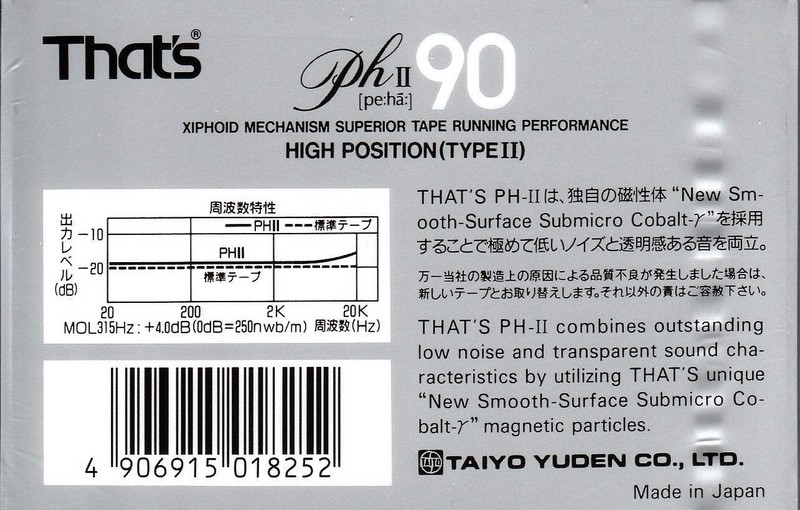 That's®
Ph II 90
[pe:hā:]
XIPHOID MECHANISM SUPERIOR TAPE RUNNING PERFORMANCE
HIGH POSITION (TYPE II)
周波数特性
PHII 標準テープ
出力レベル(dB)
-10
PHII
-20
標準テープ
20 200 2K 20K
MOL315Hz: +4.0dB(0dB=250nwb/m) 周波数(Hz)
4 906915 018252
THAT'S PH-IIは、独自の磁性体 “New Sm-
ooth-Surface Submicro Cobalt-γ”を採用
することで極めて低いノイズと透明感ある音を両立。
万一当社の製造上の原因による品質不良が発生しました場合は、
新しいテープとお取り替えします。それ以外の責はご容赦下さい。
THAT'S PH-II combines outstanding
low noise and transparent sound cha-
racteristics by utilizing THAT'S unique
“New Smooth-Surface Submicro Co-
balt-γ” magnetic particles.
TAIYO TAIYO YUDEN CO., LTD.
Made in Japan